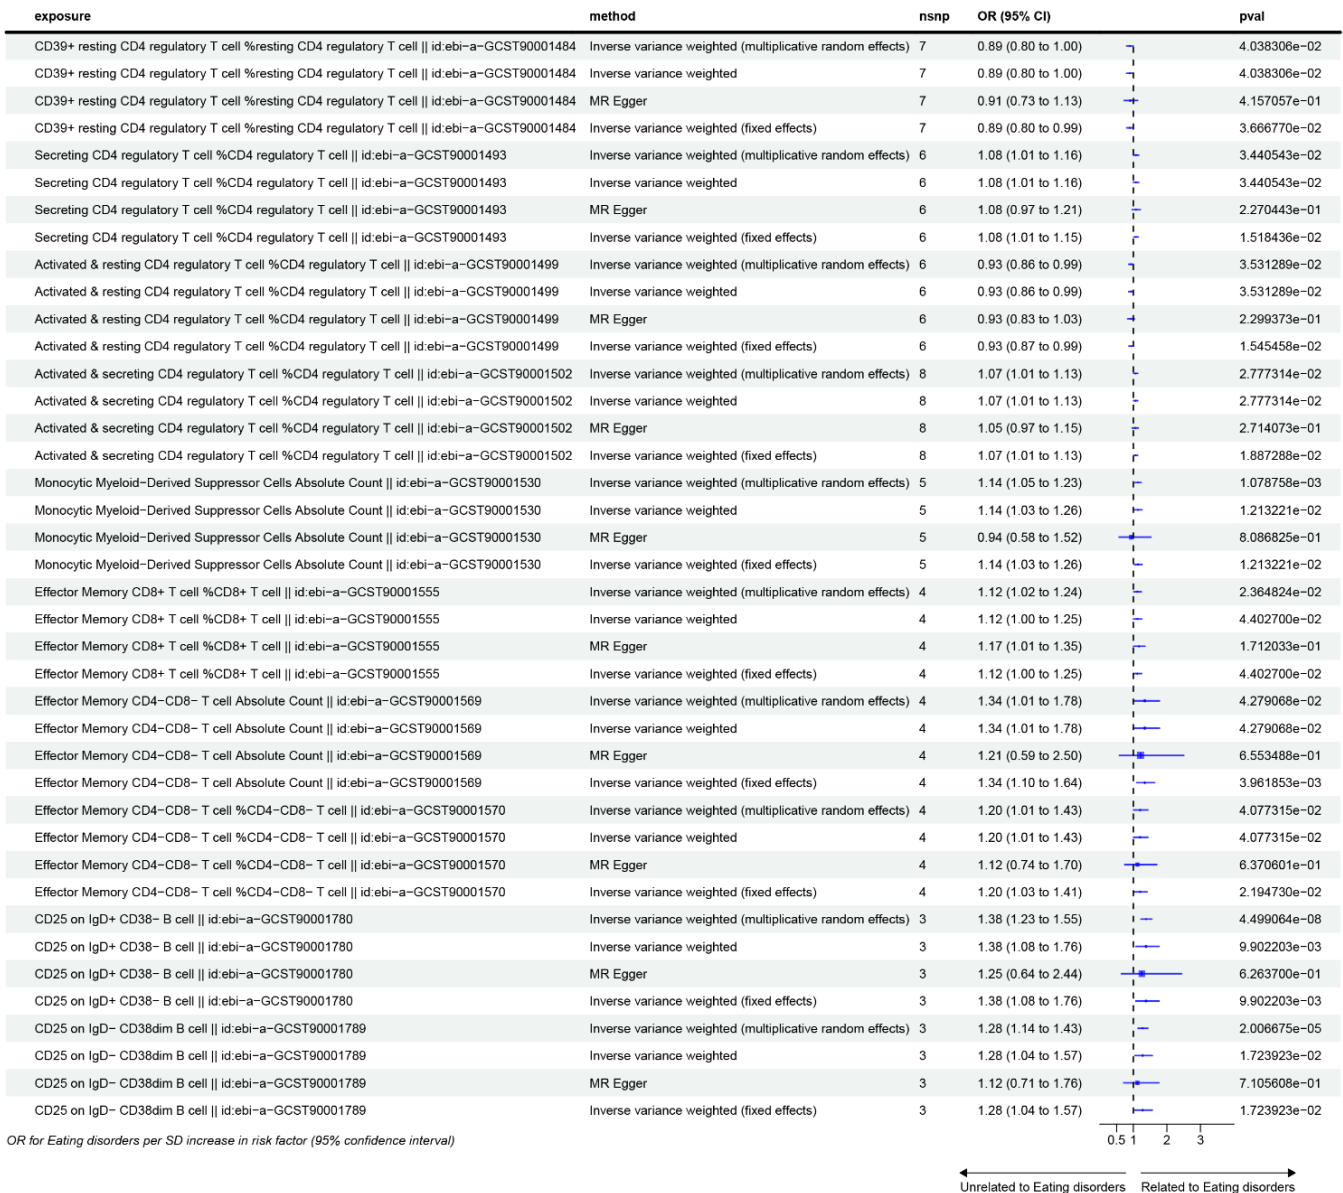 exposure method nsnp OR (95% CI) pval
CD39+ resting CD4 regulatory T cell %resting CD4 regulatory T cell || id:ebi−a−GCST90001484 Inverse variance weighted (multiplicative random effects) 7 0.89 (0.80 to 1.00) 4.038306e−02
CD39+ resting CD4 regulatory T cell %resting CD4 regulatory T cell || id:ebi−a−GCST90001484 Inverse variance weighted 7 0.89 (0.80 to 1.00) 4.038306e−02
CD39+ resting CD4 regulatory T cell %resting CD4 regulatory T cell || id:ebi−a−GCST90001484 MR Egger 7 0.91 (0.73 to 1.13) 4.157057e−01
CD39+ resting CD4 regulatory T cell %resting CD4 regulatory T cell || id:ebi−a−GCST90001484 Inverse variance weighted (fixed effects) 7 0.89 (0.80 to 0.99) 3.666770e−02
Secreting CD4 regulatory T cell %CD4 regulatory T cell || id:ebi−a−GCST90001493 Inverse variance weighted (multiplicative random effects) 6 1.08 (1.01 to 1.16) 3.440543e−02
Secreting CD4 regulatory T cell %CD4 regulatory T cell || id:ebi−a−GCST90001493 Inverse variance weighted 6 1.08 (1.01 to 1.16) 3.440543e−02
Secreting CD4 regulatory T cell %CD4 regulatory T cell || id:ebi−a−GCST90001493 MR Egger 6 1.08 (0.97 to 1.21) 2.270443e−01
Secreting CD4 regulatory T cell %CD4 regulatory T cell || id:ebi−a−GCST90001493 Inverse variance weighted (fixed effects) 6 1.08 (1.01 to 1.15) 1.518436e−02
Activated & resting CD4 regulatory T cell %CD4 regulatory T cell || id:ebi−a−GCST90001499 Inverse variance weighted (multiplicative random effects) 6 0.93 (0.86 to 0.99) 3.531289e−02
Activated & resting CD4 regulatory T cell %CD4 regulatory T cell || id:ebi−a−GCST90001499 Inverse variance weighted 6 0.93 (0.86 to 0.99) 3.531289e−02
Activated & resting CD4 regulatory T cell %CD4 regulatory T cell || id:ebi−a−GCST90001499 MR Egger 6 0.93 (0.83 to 1.03) 2.299373e−01
Activated & resting CD4 regulatory T cell %CD4 regulatory T cell || id:ebi−a−GCST90001499 Inverse variance weighted (fixed effects) 6 0.93 (0.87 to 0.99) 1.545458e−02
Activated & secreting CD4 regulatory T cell %CD4 regulatory T cell || id:ebi−a−GCST90001502 Inverse variance weighted (multiplicative random effects) 8 1.07 (1.01 to 1.13) 2.777314e−02
Activated & secreting CD4 regulatory T cell %CD4 regulatory T cell || id:ebi−a−GCST90001502 Inverse variance weighted 8 1.07 (1.01 to 1.13) 2.777314e−02
Activated & secreting CD4 regulatory T cell %CD4 regulatory T cell || id:ebi−a−GCST90001502 MR Egger 8 1.05 (0.97 to 1.15) 2.714073e−01
Activated & secreting CD4 regulatory T cell %CD4 regulatory T cell || id:ebi−a−GCST90001502 Inverse variance weighted (fixed effects) 8 1.07 (1.01 to 1.13) 1.887288e−02
Monocytic Myeloid−Derived Suppressor Cells Absolute Count || id:ebi−a−GCST90001530 Inverse variance weighted (multiplicative random effects) 5 1.14 (1.05 to 1.23) 1.078758e−03
Monocytic Myeloid−Derived Suppressor Cells Absolute Count || id:ebi−a−GCST90001530 Inverse variance weighted 5 1.14 (1.03 to 1.26) 1.213221e−02
Monocytic Myeloid−Derived Suppressor Cells Absolute Count || id:ebi−a−GCST90001530 MR Egger 5 0.94 (0.58 to 1.52) 8.086825e−01
Monocytic Myeloid−Derived Suppressor Cells Absolute Count || id:ebi−a−GCST90001530 Inverse variance weighted (fixed effects) 5 1.14 (1.03 to 1.26) 1.213221e−02
Effector Memory CD8+ T cell %CD8+ T cell || id:ebi−a−GCST90001555 Inverse variance weighted (multiplicative random effects) 4 1.12 (1.02 to 1.24) 2.364824e−02
Effector Memory CD8+ T cell %CD8+ T cell || id:ebi−a−GCST90001555 Inverse variance weighted 4 1.12 (1.00 to 1.25) 4.402700e−02
Effector Memory CD8+ T cell %CD8+ T cell || id:ebi−a−GCST90001555 MR Egger 4 1.17 (1.01 to 1.35) 1.712033e−01
Effector Memory CD8+ T cell %CD8+ T cell || id:ebi−a−GCST90001555 Inverse variance weighted (fixed effects) 4 1.12 (1.00 to 1.25) 4.402700e−02
Effector Memory CD4−CD8− T cell Absolute Count || id:ebi−a−GCST90001569 Inverse variance weighted (multiplicative random effects) 4 1.34 (1.01 to 1.78) 4.279068e−02
Effector Memory CD4−CD8− T cell Absolute Count || id:ebi−a−GCST90001569 Inverse variance weighted 4 1.34 (1.01 to 1.78) 4.279068e−02
Effector Memory CD4−CD8− T cell Absolute Count || id:ebi−a−GCST90001569 MR Egger 4 1.21 (0.59 to 2.50) 6.553488e−01
Effector Memory CD4−CD8− T cell Absolute Count || id:ebi−a−GCST90001569 Inverse variance weighted (fixed effects) 4 1.34 (1.10 to 1.64) 3.961853e−03
Effector Memory CD4−CD8− T cell %CD4−CD8− T cell || id:ebi−a−GCST90001570 Inverse variance weighted (multiplicative random effects) 4 1.20 (1.01 to 1.43) 4.077315e−02
Effector Memory CD4−CD8− T cell %CD4−CD8− T cell || id:ebi−a−GCST90001570 Inverse variance weighted 4 1.20 (1.01 to 1.43) 4.077315e−02
Effector Memory CD4−CD8− T cell %CD4−CD8− T cell || id:ebi−a−GCST90001570 MR Egger 4 1.12 (0.74 to 1.70) 6.370601e−01
Effector Memory CD4−CD8− T cell %CD4−CD8− T cell || id:ebi−a−GCST90001570 Inverse variance weighted (fixed effects) 4 1.20 (1.03 to 1.41) 2.194730e−02
CD25 on IgD+ CD38− B cell || id:ebi−a−GCST90001780 Inverse variance weighted (multiplicative random effects) 3 1.38 (1.23 to 1.55) 4.499064e−08
CD25 on IgD+ CD38− B cell || id:ebi−a−GCST90001780 Inverse variance weighted 3 1.38 (1.08 to 1.76) 9.902203e−03
CD25 on IgD+ CD38− B cell || id:ebi−a−GCST90001780 MR Egger 3 1.25 (0.64 to 2.44) 6.263700e−01
CD25 on IgD+ CD38− B cell || id:ebi−a−GCST90001780 Inverse variance weighted (fixed effects) 3 1.38 (1.08 to 1.76) 9.902203e−03
CD25 on IgD− CD38dim B cell || id:ebi−a−GCST90001789 Inverse variance weighted (multiplicative random effects) 3 1.28 (1.14 to 1.43) 2.006675e−05
CD25 on IgD− CD38dim B cell || id:ebi−a−GCST90001789 Inverse variance weighted 3 1.28 (1.04 to 1.57) 1.723923e−02
CD25 on IgD− CD38dim B cell || id:ebi−a−GCST90001789 MR Egger 3 1.12 (0.71 to 1.76) 7.105608e−01
CD25 on IgD− CD38dim B cell || id:ebi−a−GCST90001789 Inverse variance weighted (fixed effects) 3 1.28 (1.04 to 1.57) 1.723923e−02
OR for Eating disorders per SD increase in risk factor (95% confidence interval) 0.5 1 2 3
Unrelated to Eating disorders Related to Eating disorders